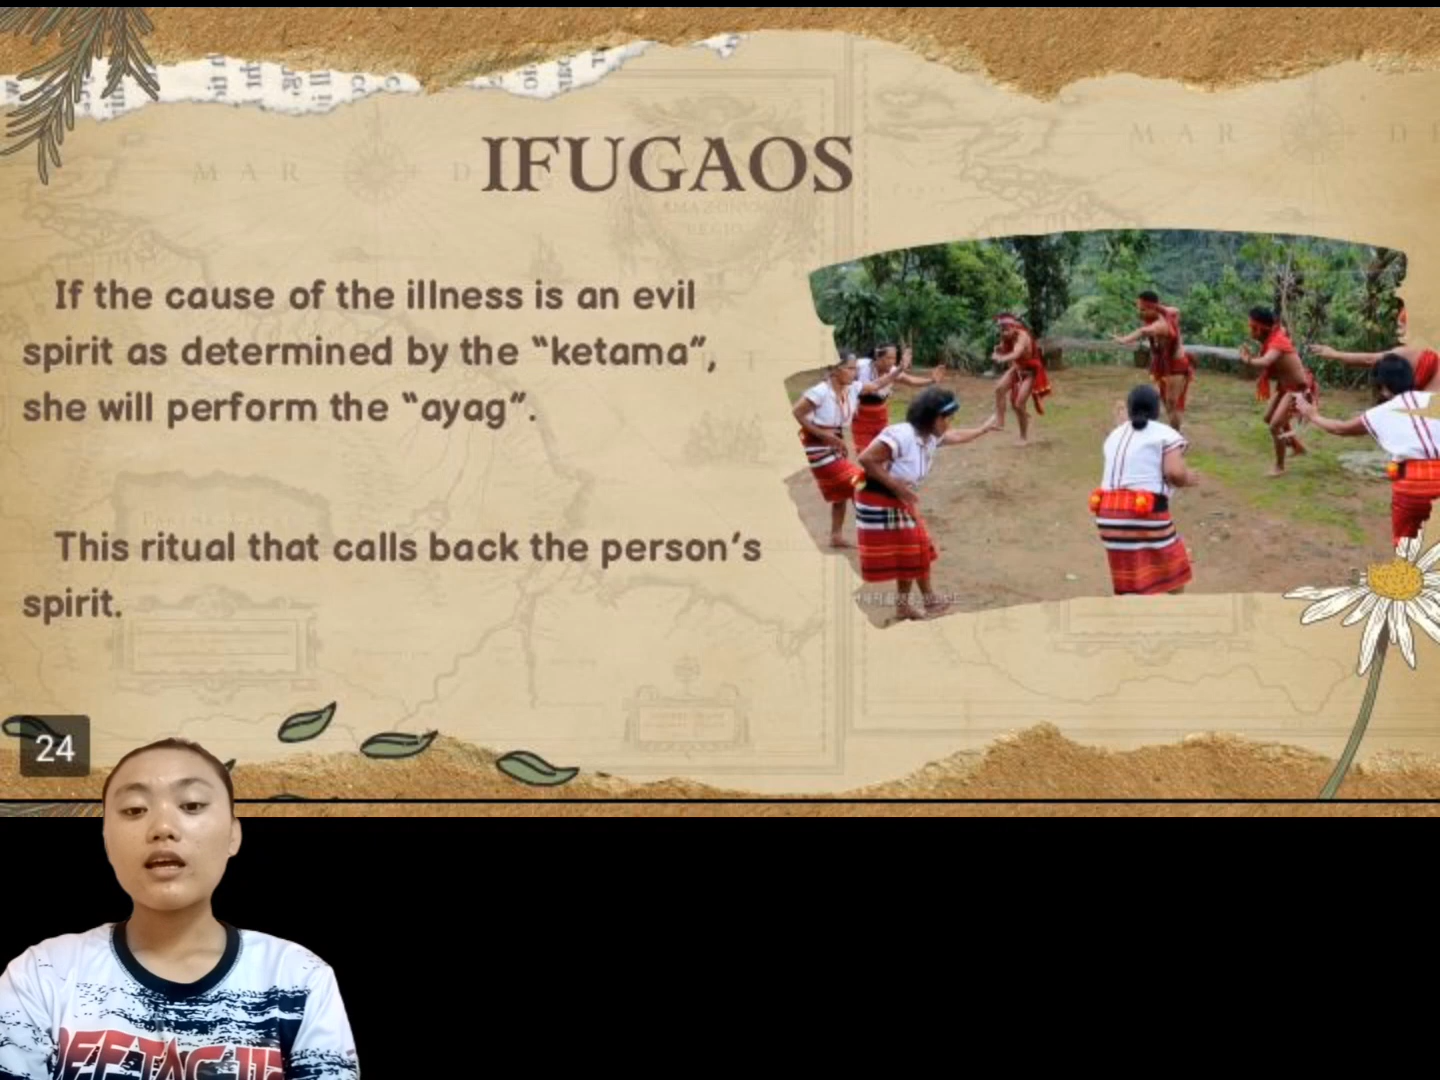 IFUGAOS
If the cause of the illness is an evil
spirit as determined by the “ketama”,
she will perform the “ayag”.
This ritual that calls back the person‘s
spirit.
24